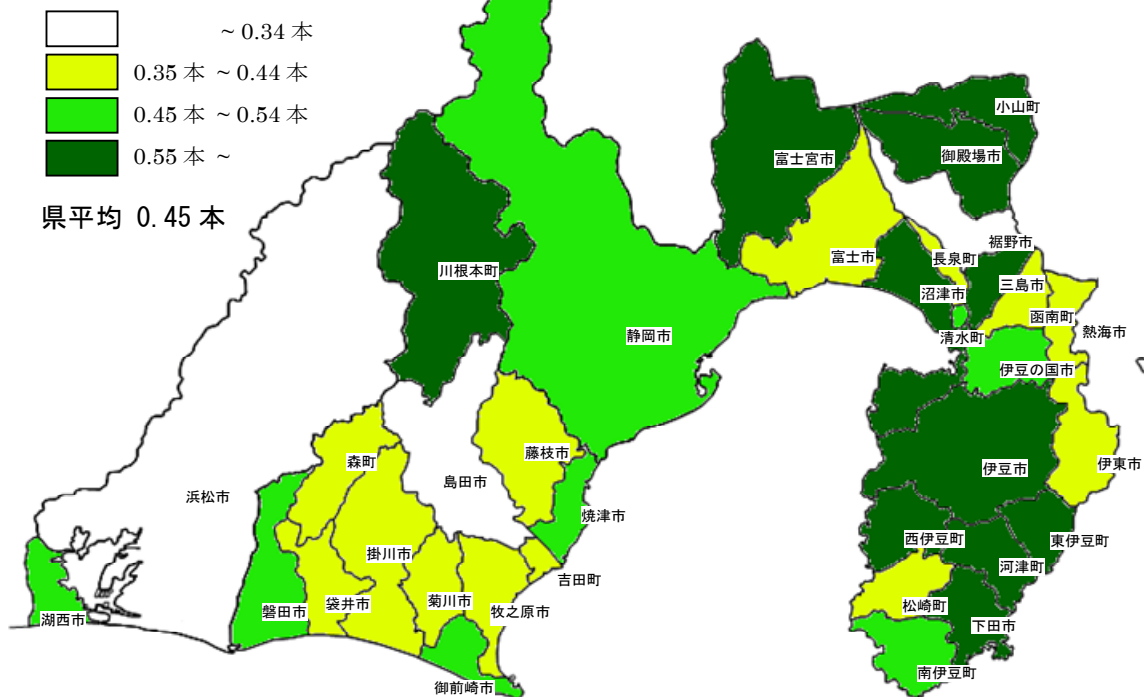 ~ 0.34 本
0.35 本 ~ 0.44 本
0.45 本 ~ 0.54 本
0.55 本 ~
県平均 0.45 本
小山町
御殿場市
富士宮市
裾野市
長泉町
富士市
川根本町
三島市
沼津市
函南町
熱海市
静岡市
清水町
伊豆の国市
藤枝市
森町
伊豆市
伊東市
島田市
浜松市
焼津市
西伊豆町
東伊豆町
掛川市
河津町
吉田町
菊川市
袋井市
松崎町
磐田市
牧之原市
湖西市
下田市
南伊豆町
御前崎市